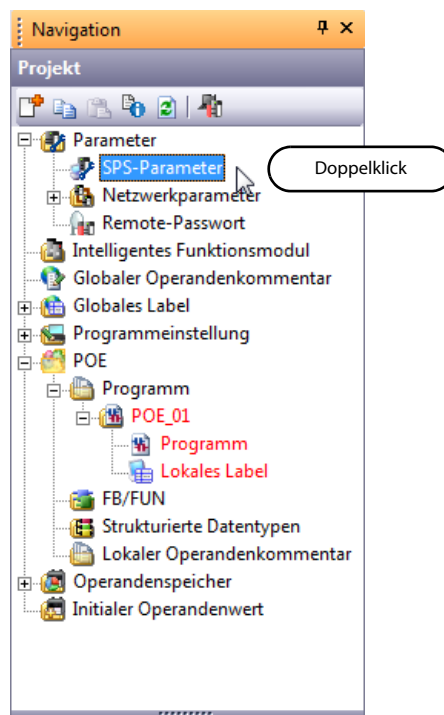 Navigation
Projekt
Parameter
SPS-Parameter
Doppelklick
Netzwerkparameter
Remote-Passwort
Intelligentes Funktionsmodul
Globaler Operandenkommentar
Globales Label
Programmeinstellung
POE
Programm
POE_01
Programm
Lokales Label
FB/FUN
Strukturierte Datentypen
Lokaler Operandenkommentar
Operandenspeicher
Initialer Operandenwert